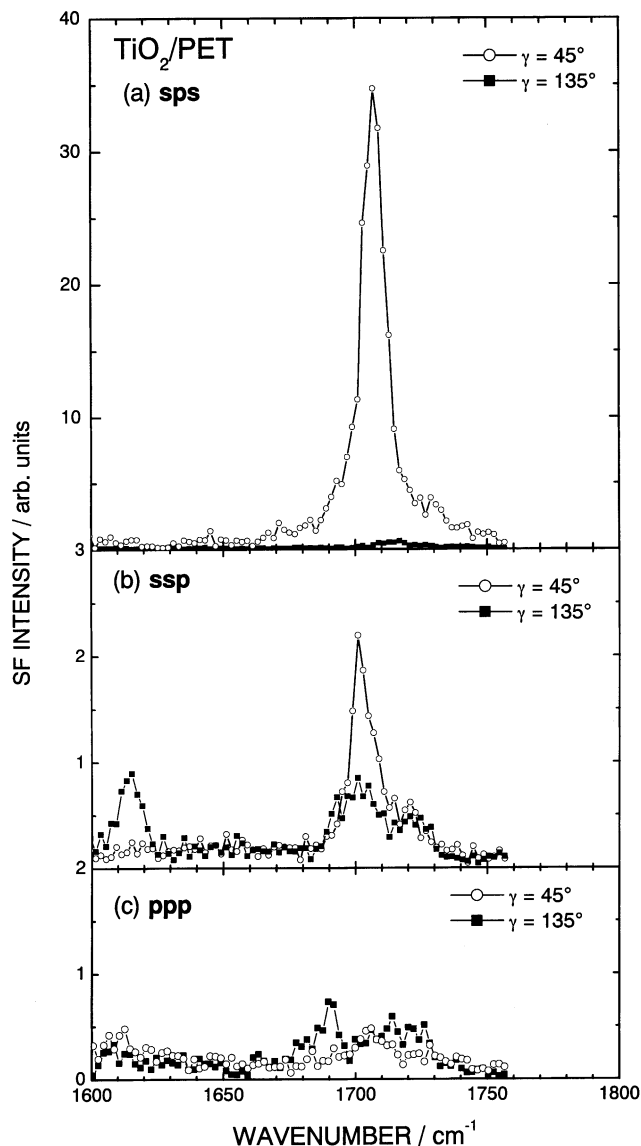 TiO2/PET
(a) sps
γ = 45°
γ = 135°
40
30
20
10
3
(b) ssp
γ = 45°
γ = 135°
2
1
2
(c) ppp
γ = 45°
γ = 135°
1
0
1600 1650 1700 1750 1800
SF INTENSITY / arb. units
WAVENUMBER / cm-1